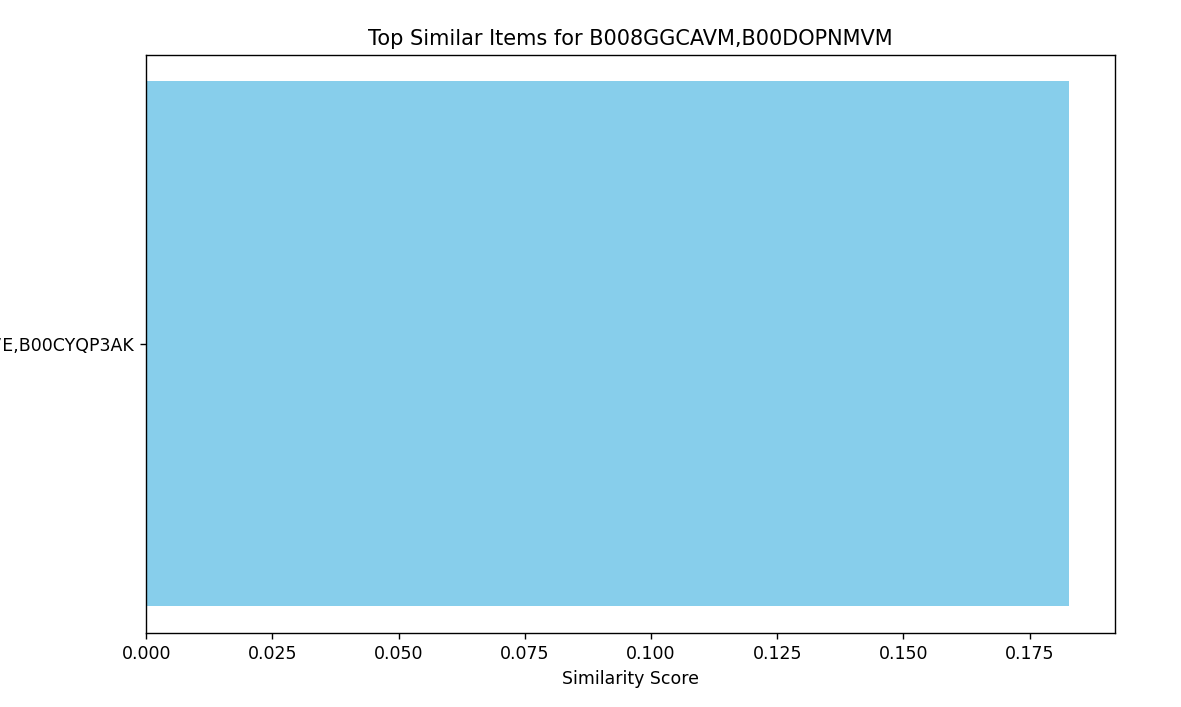 Top Similar Items for B008GGCAVM,B00DOPNMVM
E,B00CYQP3AK
0.000 0.025 0.050 0.075 0.100 0.125 0.150 0.175
Similarity Score